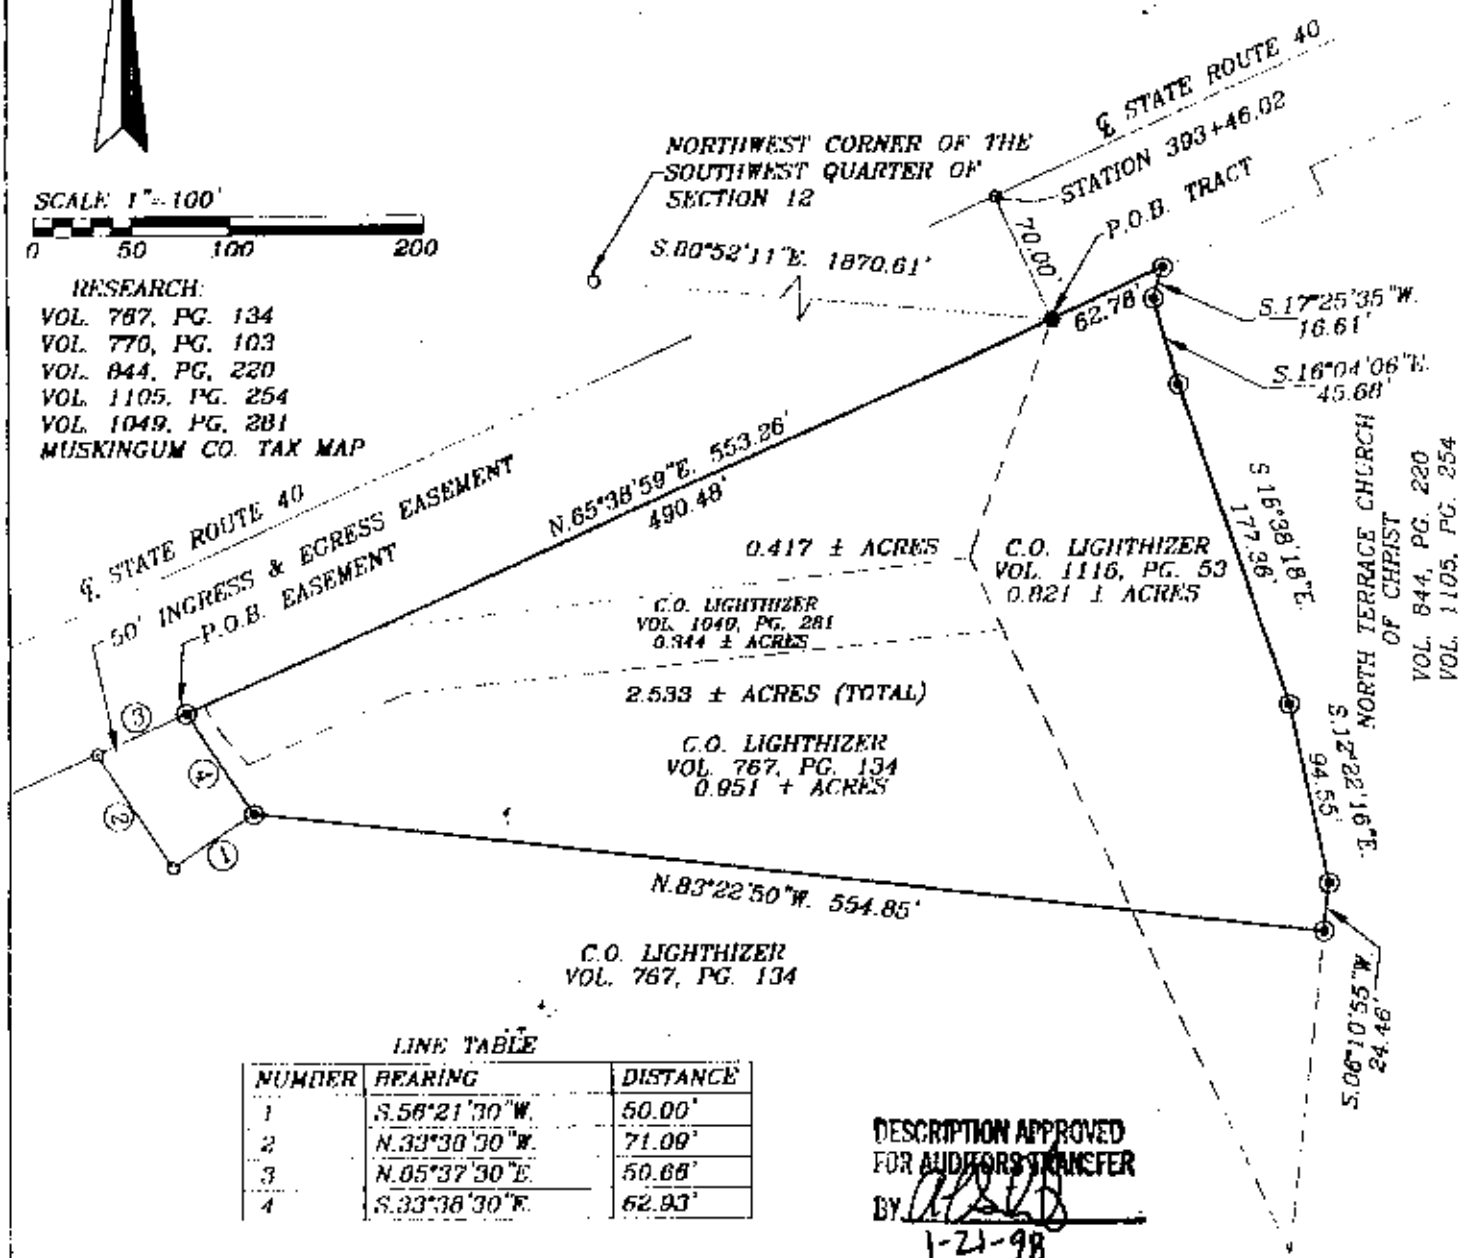 SCALE 1"=100'
0 50 100 200
RESEARCH:
VOL. 767, PG. 134
VOL. 770, PG. 103
VOL. 844, PG. 220
VOL. 1105, PG. 254
VOL. 1049, PG. 281
MUSKINGUM CO. TAX MAP
NORTHWEST CORNER OF THE
SOUTHWEST QUARTER OF
SECTION 12
S.80°52'11"E. 1870.61'
℄ STATE ROUTE 40
STATION 393+46.02
P.O.B. TRACT
70.00'
62.78'
S.17°25'35"W.
16.61'
S.16°04'06"E.
45.68'
S.16°38'18"E.
177.36'
NORTH TERRACE CHURCH
OF CHRIST
VOL. 844, PG. 220
VOL. 1105, PG. 254
S.12°22'16"E.
94.55'
S.06°10'55"W.
24.46'
℄ STATE ROUTE 40
50' INGRESS & EGRESS EASEMENT
P.O.B. EASEMENT
N.65°38'59"E. 553.26'
490.48'
0.417 ± ACRES
C.O. LIGHTHIZER
VOL. 1116, PG. 53
0.821 ± ACRES
C.O. LIGHTHIZER
VOL. 1049, PG. 281
0.344 ± ACRES
2.533 ± ACRES (TOTAL)
C.O. LIGHTHIZER
VOL. 767, PG. 134
0.951 ± ACRES
3
4
2
1
N.83°22'50"W. 554.85'
C.O. LIGHTHIZER
VOL. 767, PG. 134
LINE TABLE
NUMBER BEARING DISTANCE
1 S.56°21'30"W. 50.00'
2 N.33°38'30"W. 71.09'
3 N.65°37'30"E. 50.66'
4 S.33°38'30"E. 62.93'
DESCRIPTION APPROVED
FOR AUDITORS TRANSFER
BY
1-21-98